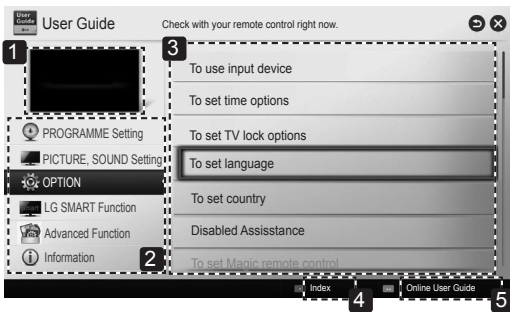 User Guide
User Guide
Check with your remote control right now.
1
3
To use input device
To set time options
To set TV lock options
To set language
To set country
Disabled Assisstance
To set Magic remote control
PROGRAMME Setting
PICTURE, SOUND Setting
OPTION
LG SMART Function
Advanced Function
Information
2
Index
4
Online User Guide
5